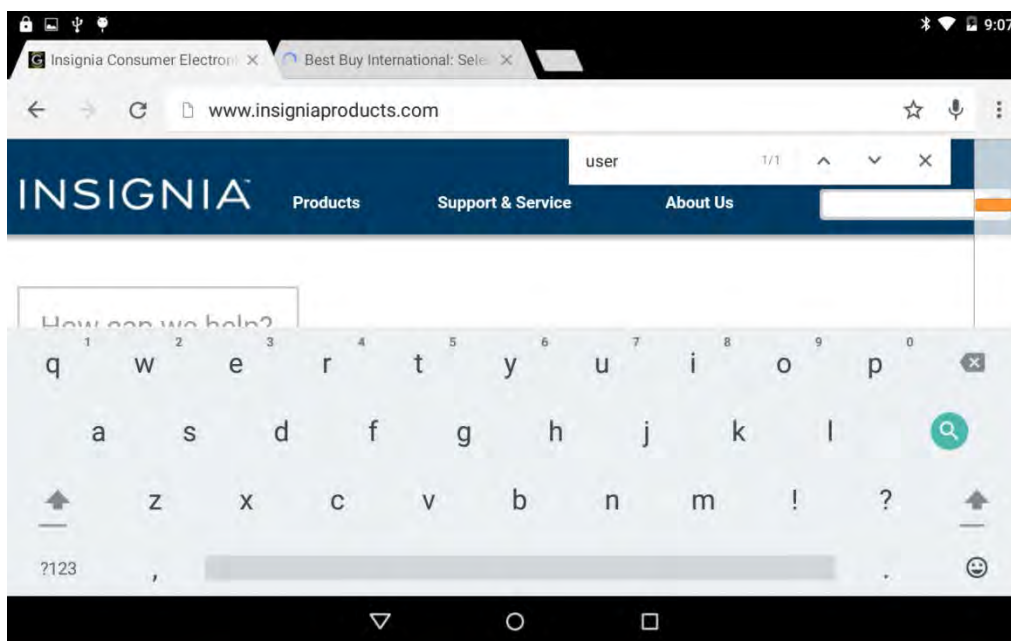 9:07
Insignia Consumer Electron
Best Buy International: Sele
www.insigniaproducts.com
user 1/1
INSIGNIA
Products Support & Service About Us
How can we help?
1 2 3 4 5 6 7 8 9 0
q w e r t y u i o p
a s d f g h j k l
z x c v b n m ! ?
?123 , .